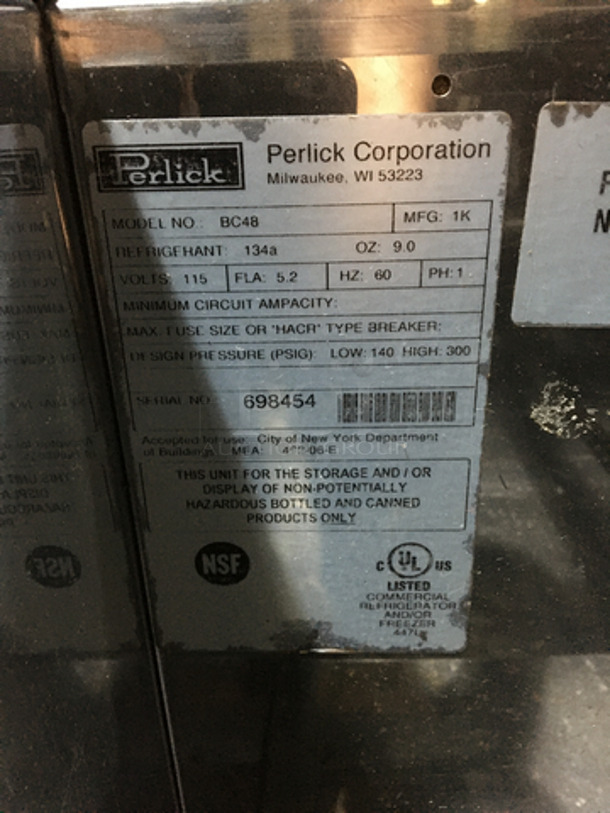 Perlick
Perlick Corporation
Milwaukee, WI 53223
MODEL NO.: BC48
MFG: 1K
REFRIGERANT: 134a OZ: 9.0
VOLTS: 115 FLA: 5.2 HZ: 60 PH: 1
MINIMUM CIRCUIT AMPACITY:
MAX. FUSE SIZE OR "HACR" TYPE BREAKER:
DESIGN PRESSURE (PSIG): LOW: 140 HIGH: 300
SERIAL NO.: 698454
Accepted for use: City of New York Department
of Buildings MEA:
THIS UNIT FOR THE STORAGE AND / OR
DISPLAY OF NON-POTENTIALLY
HAZARDOUS BOTTLED AND CANNED
PRODUCTS ONLY
NSF
C UL US
LISTED
COMMERCIAL
REFRIGERATOR
AND/OR
FREEZER